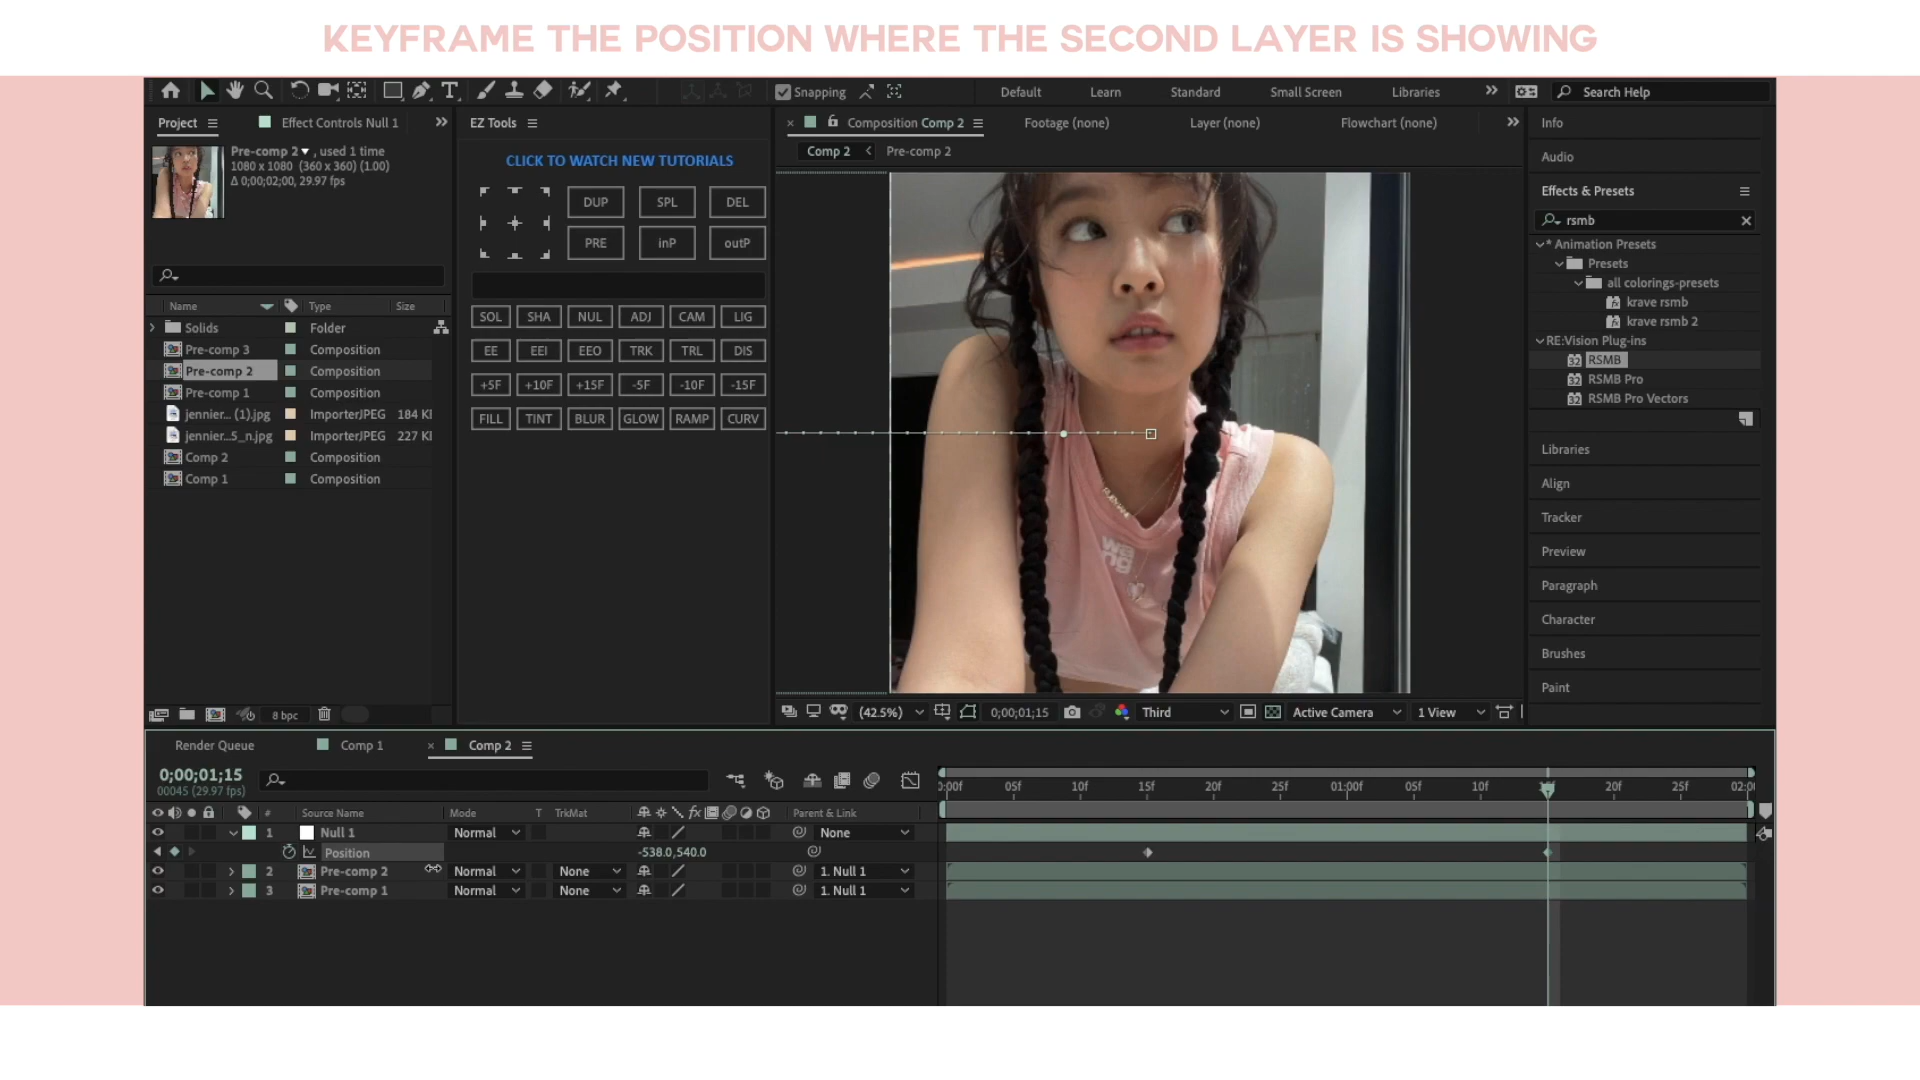 KEYFRAME THE POSITION WHERE THE SECOND LAYER IS SHOWING
Snapping
Default
Learn
Standard
Small Screen
Libraries
Search Help
Project
Effect Controls Null 1
EZ Tools
Composition Comp 2
Footage (none)
Layer (none)
Flowchart (none)
Info
Pre-comp 2 , used 1 time
1080 x 1080 (360 x 360) (1.00)
Δ 0;00;02;00, 29.97 fps
CLICK TO WATCH NEW TUTORIALS
Comp 2
Pre-comp 2
Audio
Effects & Presets
DUP SPL DEL
PRE inP outP
rsmb
* Animation Presets
Presets
all colorings-presets
krave rsmb
krave rsmb 2
RE:Vision Plug-ins
RSMB
RSMB Pro
RSMB Pro Vectors
Name Type Size
Solids Folder
Pre-comp 3 Composition
Pre-comp 2 Composition
Pre-comp 1 Composition
jennier... (1).jpg ImporterJPEG 184 K
jennier...5_n.jpg ImporterJPEG 227 K
Comp 2 Composition
Comp 1 Composition
SOL SHA NUL ADJ CAM LIG
EE EEI EEO TRK TRL DIS
+5F +10F +15F -5F -10F -15F
FILL TINT BLUR GLOW RAMP CURV
wa
ng
Libraries
Align
Tracker
Preview
Paragraph
Character
Brushes
Paint
8 bpc
(42.5%) 0;00;01;15 Third Active Camera 1 View
Render Queue
Comp 1
Comp 2
0;00;01;15
00045 (29.97 fps)
0:00f 05f 10f 15f 20f 25f 01:00f 05f 10f 20f 25f 02:0
# Source Name Mode T TrkMat fx Parent & Link
1 Null 1 Normal None
Position -538.0,540.0
2 Pre-comp 2 Normal None 1. Null 1
3 Pre-comp 1 Normal None 1. Null 1